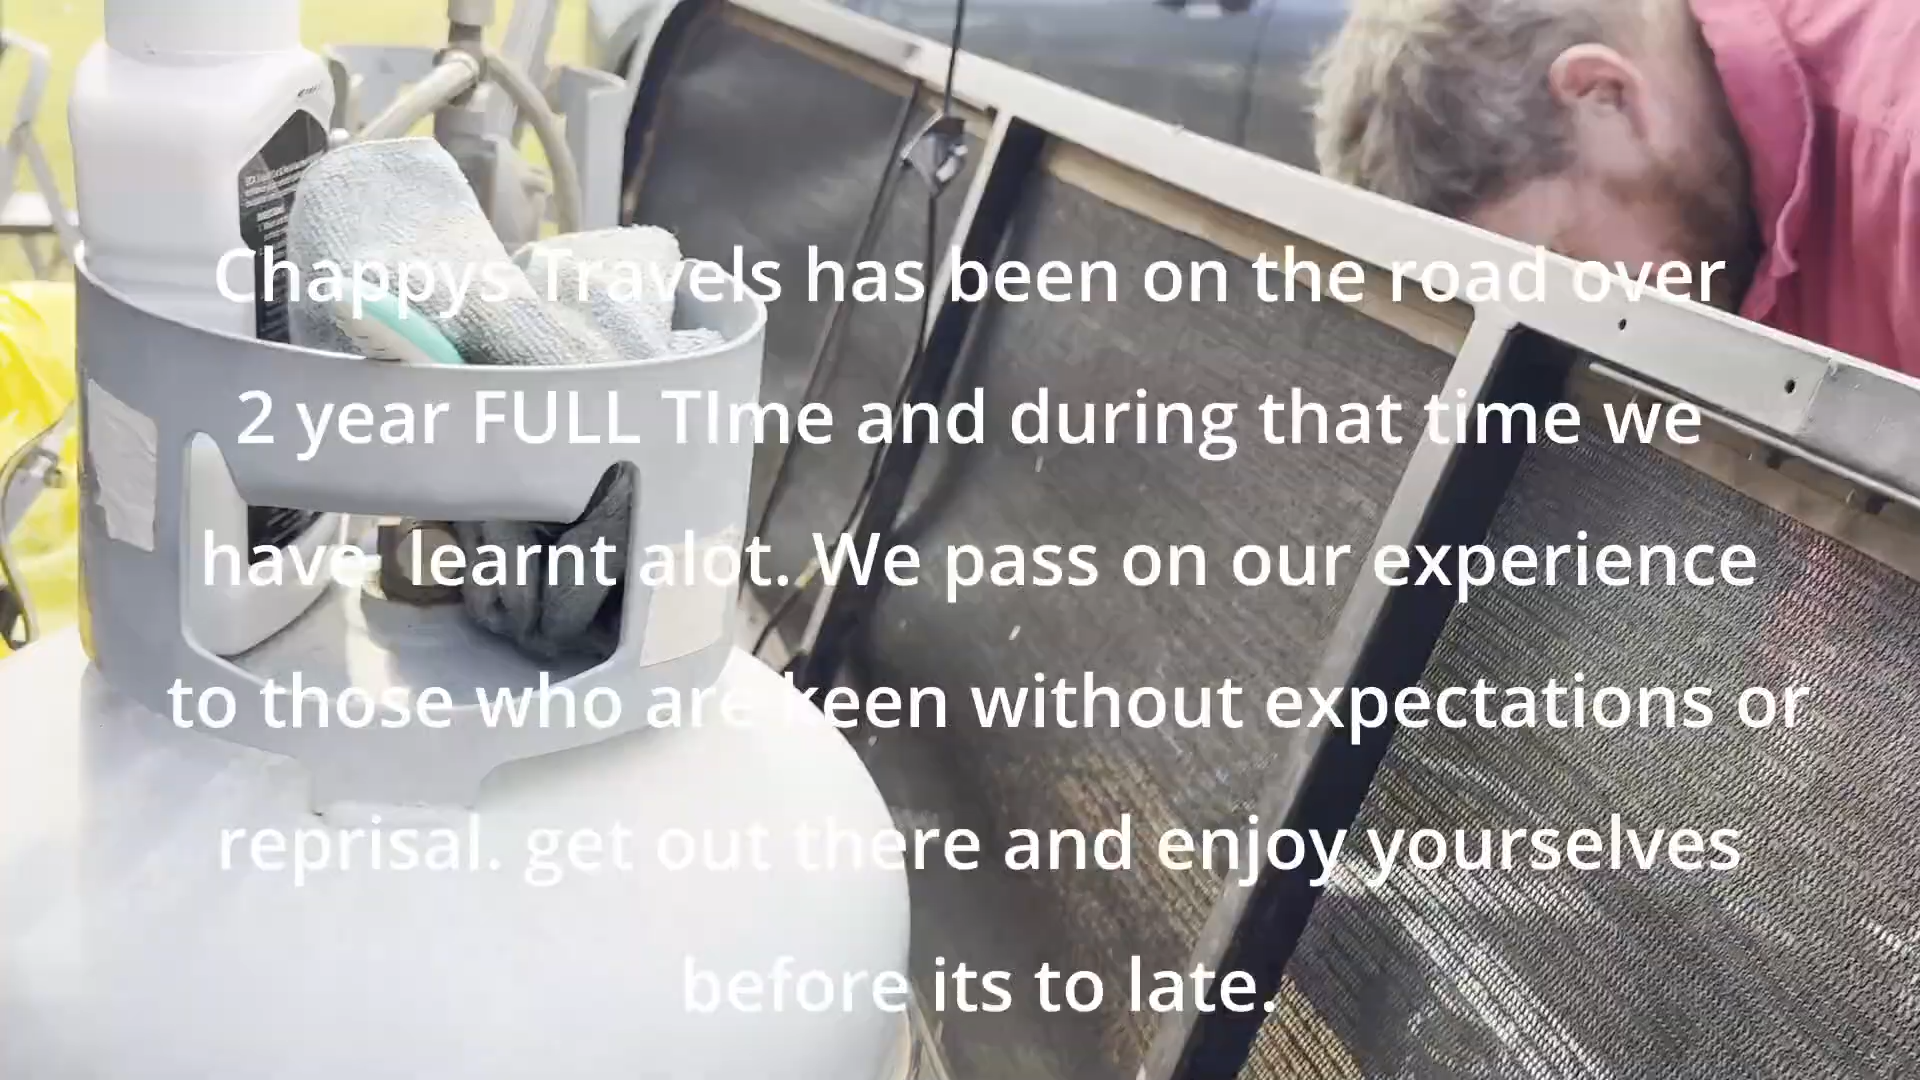 Chappys Travels has been on the road over
2 year FULL TIme and during that time we
have  learnt alot. We pass on our experience
to those who are keen without expectations or
reprisal. get out there and enjoy yourselves
before its to late.